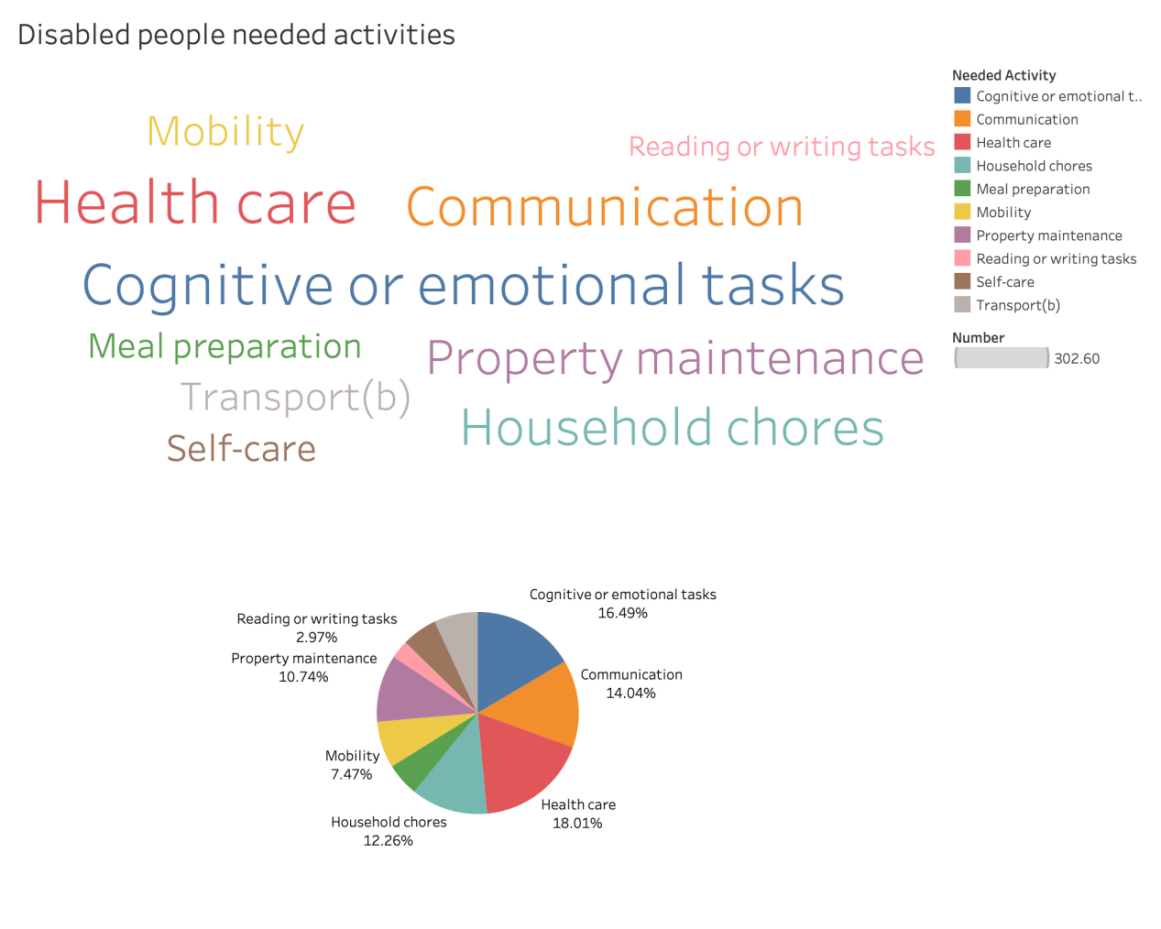 Disabled people needed activities
Mobility
Reading or writing tasks
Health care
Communication
Cognitive or emotional tasks
Meal preparation
Property maintenance
Transport(b)
Household chores
Self-care
Needed Activity
Cognitive or emotional t..
Communication
Health care
Household chores
Meal preparation
Mobility
Property maintenance
Reading or writing tasks
Self-care
Transport(b)
Number
302.60
Cognitive or emotional tasks
16.49%
Reading or writing tasks
2.97%
Property maintenance
10.74%
Communication
14.04%
Mobility
7.47%
Health care
18.01%
Household chores
12.26%